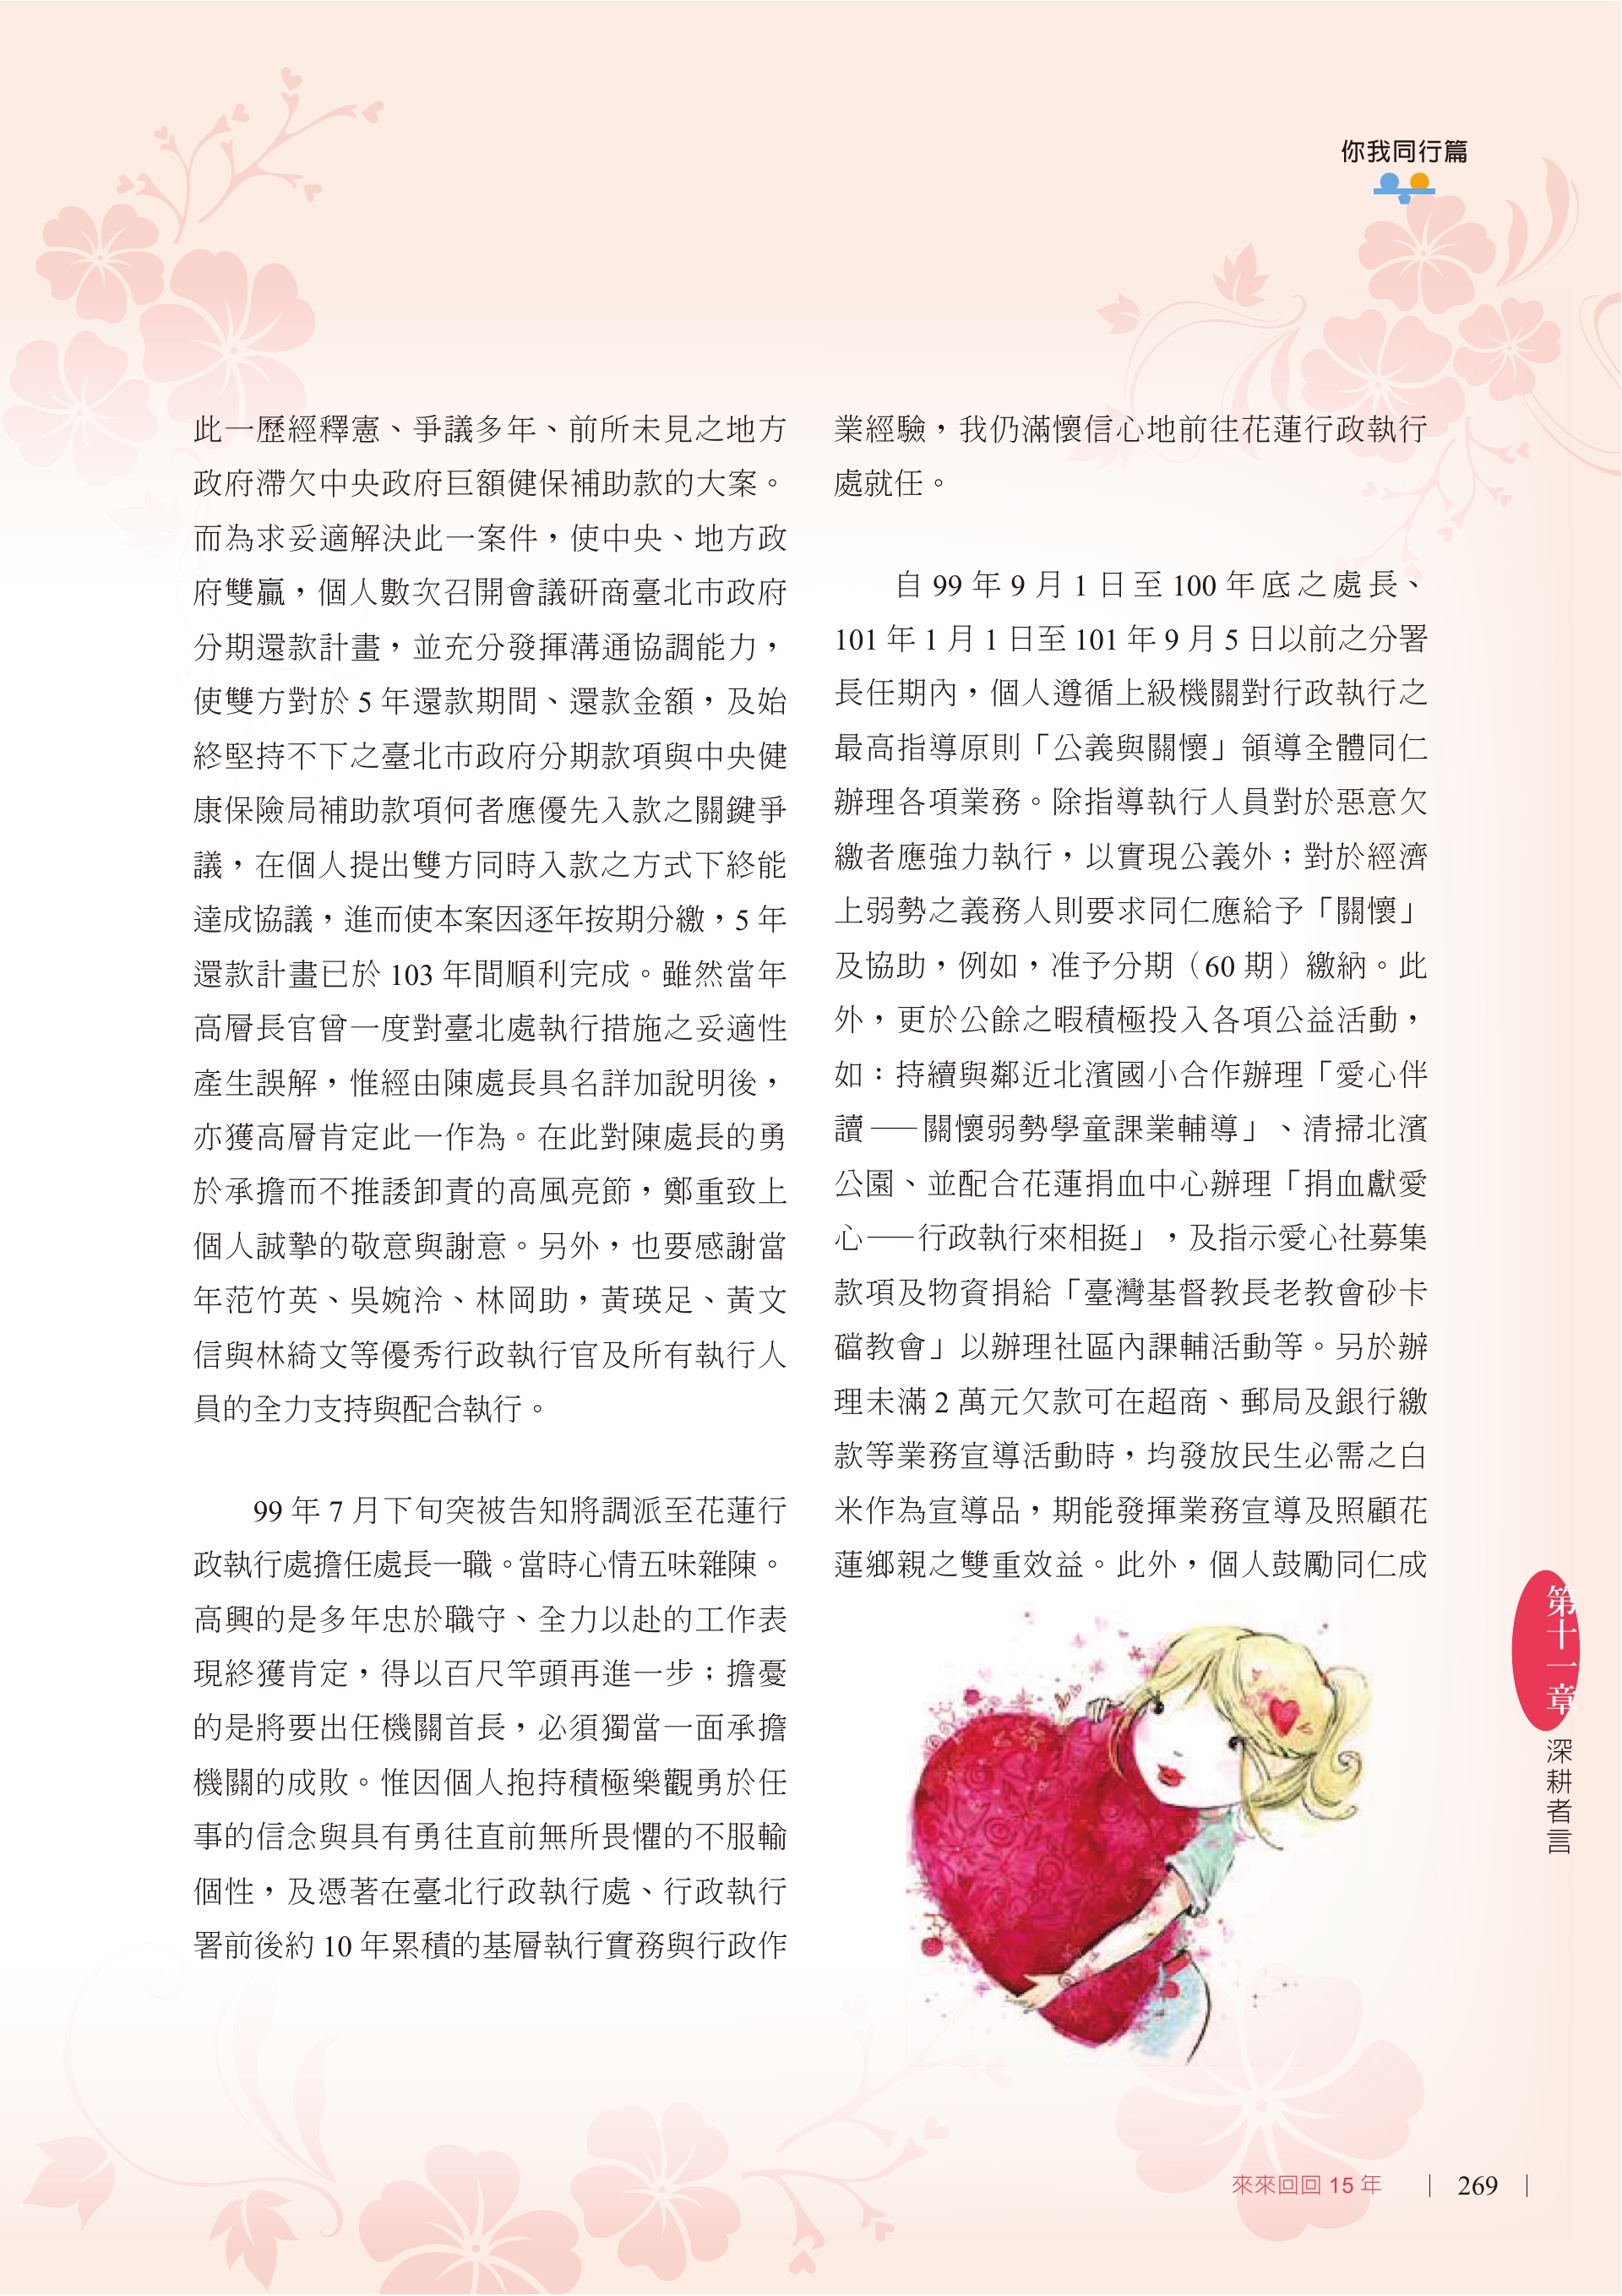 你我同行篇
此一歷經釋憲、爭議多年、前所未見之地方
政府滯欠中央政府巨額健保補助款的大案。
而為求妥適解決此一案件，使中央、地方政
府雙贏，個人數次召開會議研商臺北市政府
分期還款計畫，並充分發揮溝通協調能力，
使雙方對於 5 年還款期間、還款金額，及始
終堅持不下之臺北市政府分期款項與中央健
康保險局補助款項何者應優先入款之關鍵爭
議，在個人提出雙方同時入款之方式下終能
達成協議，進而使本案因逐年按期分繳，5 年
還款計畫已於 103 年間順利完成。雖然當年
高層長官曾一度對臺北處執行措施之妥適性
產生誤解，惟經由陳處長具名詳加說明後，
亦獲高層肯定此一作為。在此對陳處長的勇
於承擔而不推諉卸責的高風亮節，鄭重致上
個人誠摯的敬意與謝意。另外，也要感謝當
年范竹英、吳婉泠、林岡助，黃瑛足、黃文
信與林綺文等優秀行政執行官及所有執行人
員的全力支持與配合執行。
99 年 7 月下旬突被告知將調派至花蓮行
政執行處擔任處長一職。當時心情五味雜陳。
高興的是多年忠於職守、全力以赴的工作表
現終獲肯定，得以百尺竿頭再進一步；擔憂
的是將要出任機關首長，必須獨當一面承擔
機關的成敗。惟因個人抱持積極樂觀勇於任
事的信念與具有勇往直前無所畏懼的不服輸
個性，及憑著在臺北行政執行處、行政執行
署前後約 10 年累積的基層執行實務與行政作
業經驗，我仍滿懷信心地前往花蓮行政執行
處就任。
自 99 年 9 月 1 日至 100 年底之處長、
101 年 1 月 1 日至 101 年 9 月 5 日以前之分署
長任期內，個人遵循上級機關對行政執行之
最高指導原則「公義與關懷」領導全體同仁
辦理各項業務。除指導執行人員對於惡意欠
繳者應強力執行，以實現公義外；對於經濟
上弱勢之義務人則要求同仁應給予「關懷」
及協助，例如，准予分期（60 期）繳納。此
外，更於公餘之暇積極投入各項公益活動，
如：持續與鄰近北濱國小合作辦理「愛心伴
讀——關懷弱勢學童課業輔導」、清掃北濱
公園、並配合花蓮捐血中心辦理「捐血獻愛
心——行政執行來相挺」，及指示愛心社募集
款項及物資捐給「臺灣基督教長老教會砂卡
礑教會」以辦理社區內課輔活動等。另於辦
理未滿 2 萬元欠款可在超商、郵局及銀行繳
款等業務宣導活動時，均發放民生必需之白
米作為宣導品，期能發揮業務宣導及照顧花
蓮鄉親之雙重效益。此外，個人鼓勵同仁成
第十一章
深耕者言
來來回回 15 年
269